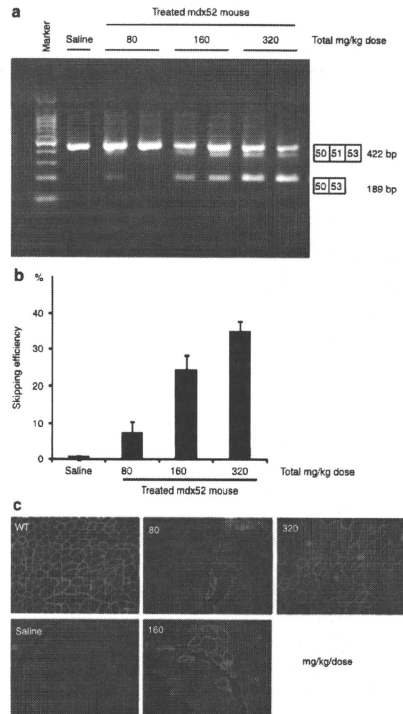 a
Treated mdx52 mouse
Marker
Saline 80 160 320 Total mg/kg dose
50 51 53 422 bp
50 53 189 bp
b
%
40
30
20
10
0
Skipping efficiency
Saline 80 160 320 Total mg/kg dose
Treated mdx52 mouse
c
WT 80 320
Saline 160
mg/kg/dose